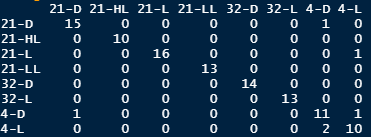 21-D 21-HL 21-L 21-LL 32-D 32-L 4-D 4-L
21-D 15 0 0 0 0 0 1 0
21-HL 0 10 0 0 0 0 0 0
21-L 0 0 16 0 0 0 0 1
21-LL 0 0 0 13 0 0 0 0
32-D 0 0 0 0 14 0 0 0
32-L 0 0 0 0 0 13 0 0
4-D 1 0 0 0 0 0 11 1
4-L 0 0 0 0 0 0 2 10